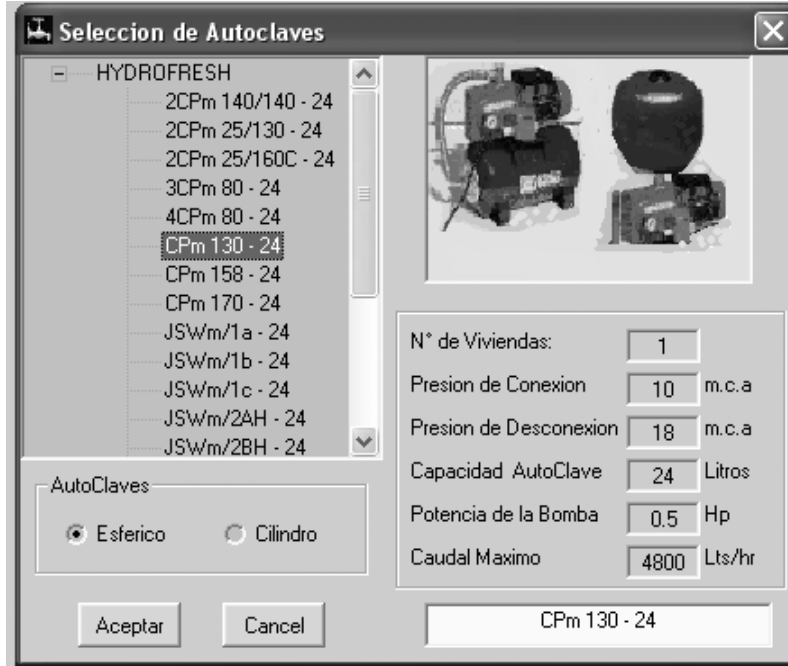 Seleccion de Autoclaves
HYDROFRESH
2CPm 140/140 - 24
2CPm 25/130 - 24
2CPm 25/160C - 24
3CPm 80 - 24
4CPm 80 - 24
CPm 130 - 24
CPm 158 - 24
CPm 170 - 24
JSWm/1a - 24
JSWm/1b - 24
JSWm/1c - 24
JSWm/2AH - 24
JSWm/2BH - 24
AutoClaves
Esferico Cilindro
Aceptar Cancel
N° de Viviendas: 1
Presion de Conexion 10 m.c.a
Presion de Desconexion 18 m.c.a
Capacidad AutoClave 24 Litros
Potencia de la Bomba 0.5 Hp
Caudal Maximo 4800 Lts/hr
CPm 130 - 24